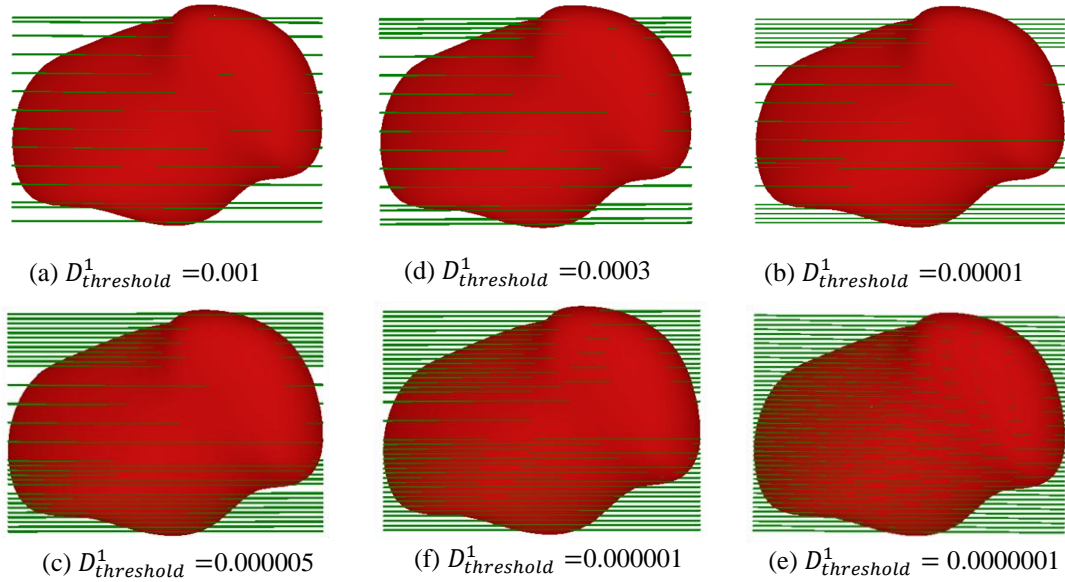 (a) D¹threshold =0.001
(d) D¹threshold =0.0003
(b) D¹threshold =0.00001
(c) D¹threshold =0.000005
(f) D¹threshold =0.000001
(e) D¹threshold = 0.0000001